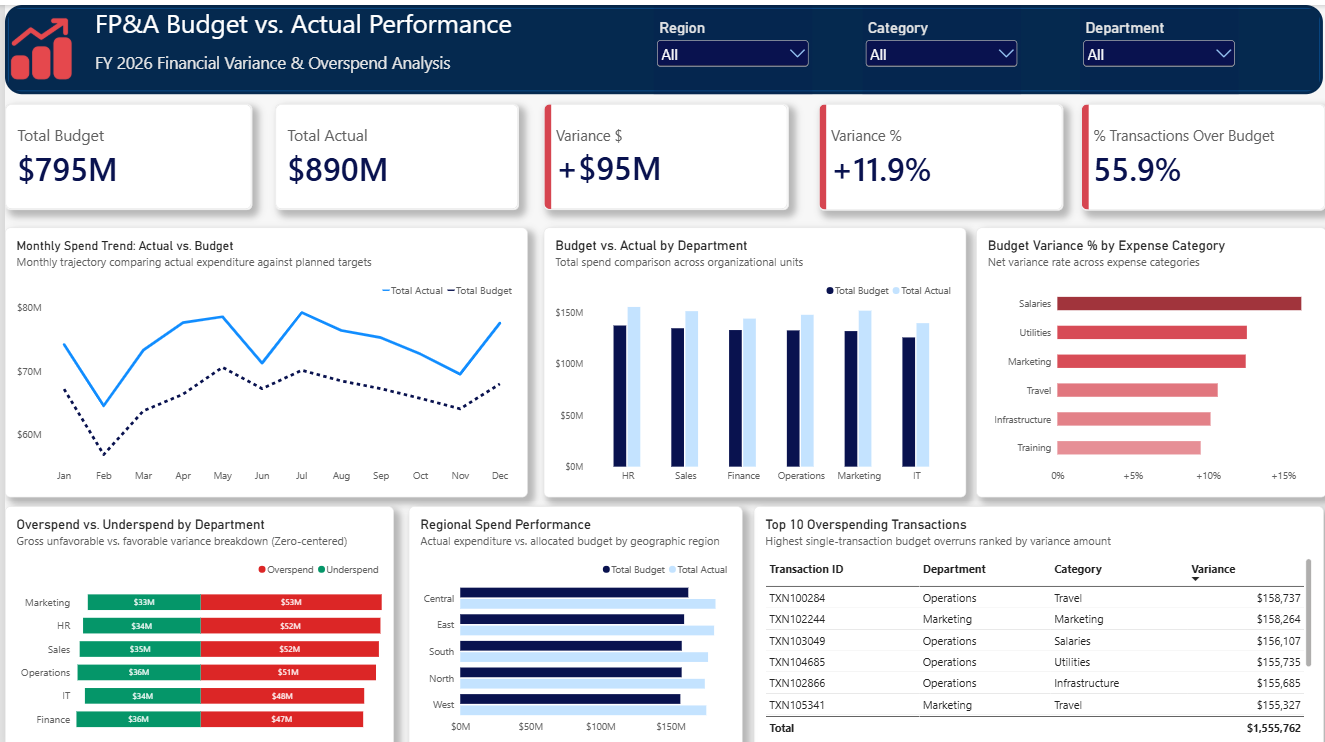 FP&A Budget vs. Actual Performance
FY 2026 Financial Variance & Overspend Analysis
Region
All
Category
All
Department
All
Total Budget
$795M
Total Actual
$890M
Variance $
+$95M
Variance %
+11.9%
% Transactions Over Budget
55.9%
Monthly Spend Trend: Actual vs. Budget
Monthly trajectory comparing actual expenditure against planned targets
Total Actual Total Budget
$80M
$70M
$60M
Jan Feb Mar Apr May Jun Jul Aug Sep Oct Nov Dec
Budget vs. Actual by Department
Total spend comparison across organizational units
Total Budget Total Actual
$150M
$100M
$50M
$0M
HR Sales Finance Operations Marketing IT
Budget Variance % by Expense Category
Net variance rate across expense categories
Salaries
Utilities
Marketing
Travel
Infrastructure
Training
0% +5% +10% +15%
Overspend vs. Underspend by Department
Gross unfavorable vs. favorable variance breakdown (Zero-centered)
Overspend Underspend
Marketing $33M $53M
HR $34M $52M
Sales $35M $52M
Operations $36M $51M
IT $34M $48M
Finance $36M $47M
Regional Spend Performance
Actual expenditure vs. allocated budget by geographic region
Total Budget Total Actual
Central
East
South
North
West
$0M $50M $100M $150M
Top 10 Overspending Transactions
Highest single-transaction budget overruns ranked by variance amount
Transaction ID Department Category Variance
TXN100284 Operations Travel $158,737
TXN102244 Marketing Marketing $158,264
TXN103049 Operations Salaries $156,107
TXN104685 Operations Utilities $155,735
TXN102866 Operations Infrastructure $155,685
TXN105341 Marketing Travel $155,327
Total $1,555,762